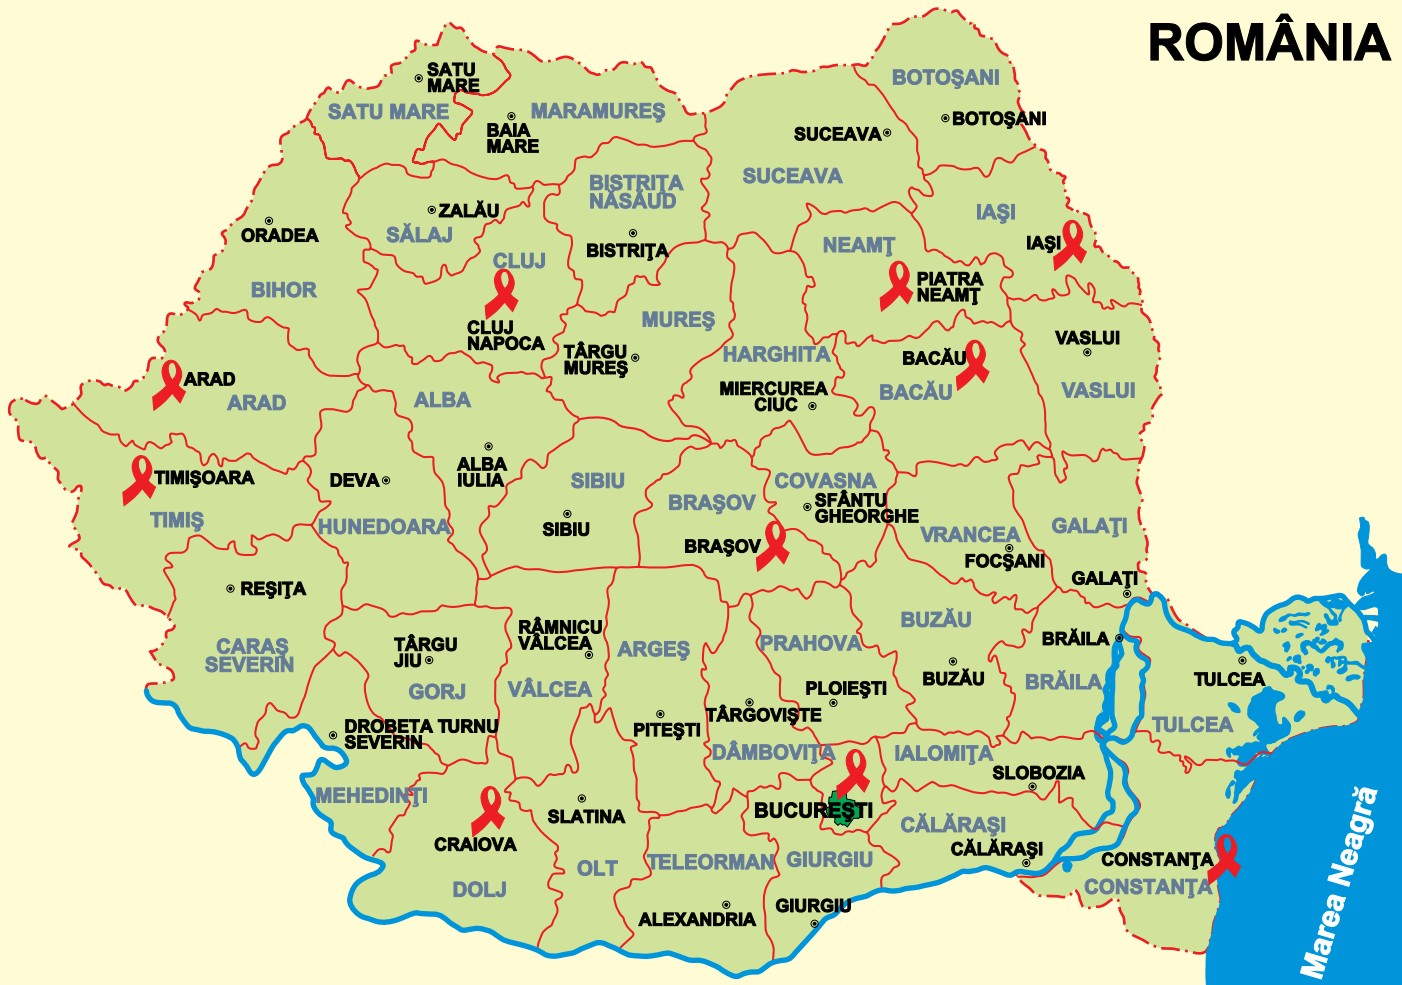 ROMÂNIA
SATU
MARE
SATU MARE
BAIA
MARE
MARAMUREŞ
BOTOŞANI
BOTOŞANI
SUCEAVA
SUCEAVA
BISTRIŢA
NĂSĂUD
BISTRIŢA
ZALĂU
SĂLAJ
ORADEA
BIHOR
CLUJ
CLUJ
NAPOCA
IAŞI
IAŞI
NEAMŢ
PIATRA
NEAMŢ
MUREŞ
TÂRGU
MUREŞ
HARGHITA
MIERCUREA
CIUC
BACĂU
BACĂU
VASLUI
VASLUI
ARAD
ARAD
ALBA
ALBA
IULIA
TIMIŞOARA
TIMIŞ
DEVA
HUNEDOARA
SIBIU
SIBIU
BRAŞOV
BRAŞOV
COVASNA
SFÂNTU
GHEORGHE
VRANCEA
FOCŞANI
GALAŢI
GALAŢI
REŞIŢA
CARAŞ
SEVERIN
TÂRGU
JIU
GORJ
RÂMNICU
VÂLCEA
VÂLCEA
ARGEŞ
PITEŞTI
PRAHOVA
PLOIEŞTI
TÂRGOVIŞTE
DÂMBOVIŢA
BUZĂU
BUZĂU
BRĂILA
BRĂILA
TULCEA
TULCEA
DROBETA TURNU
SEVERIN
MEHEDINŢI
CRAIOVA
DOLJ
SLATINA
OLT
TELEORMAN
ALEXANDRIA
BUCUREŞTI
GIURGIU
GIURGIU
IALOMIŢA
SLOBOZIA
CĂLĂRAŞI
CĂLĂRAŞI
CONSTANŢA
CONSTANŢA
Marea Neagră